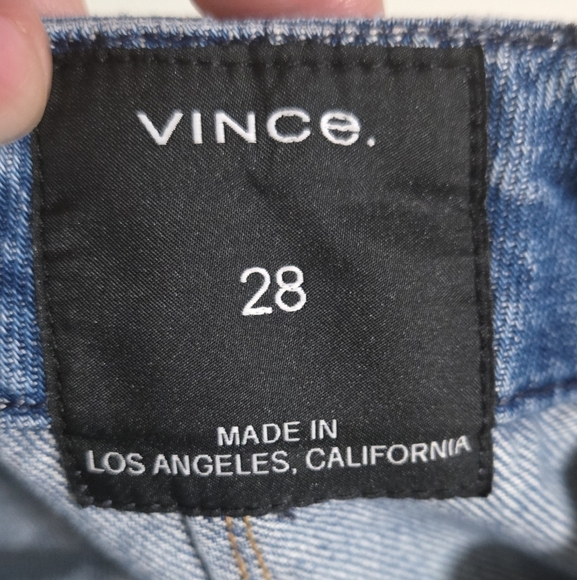 VINCe.
28
MADE IN
LOS ANGELES, CALIFORNIA